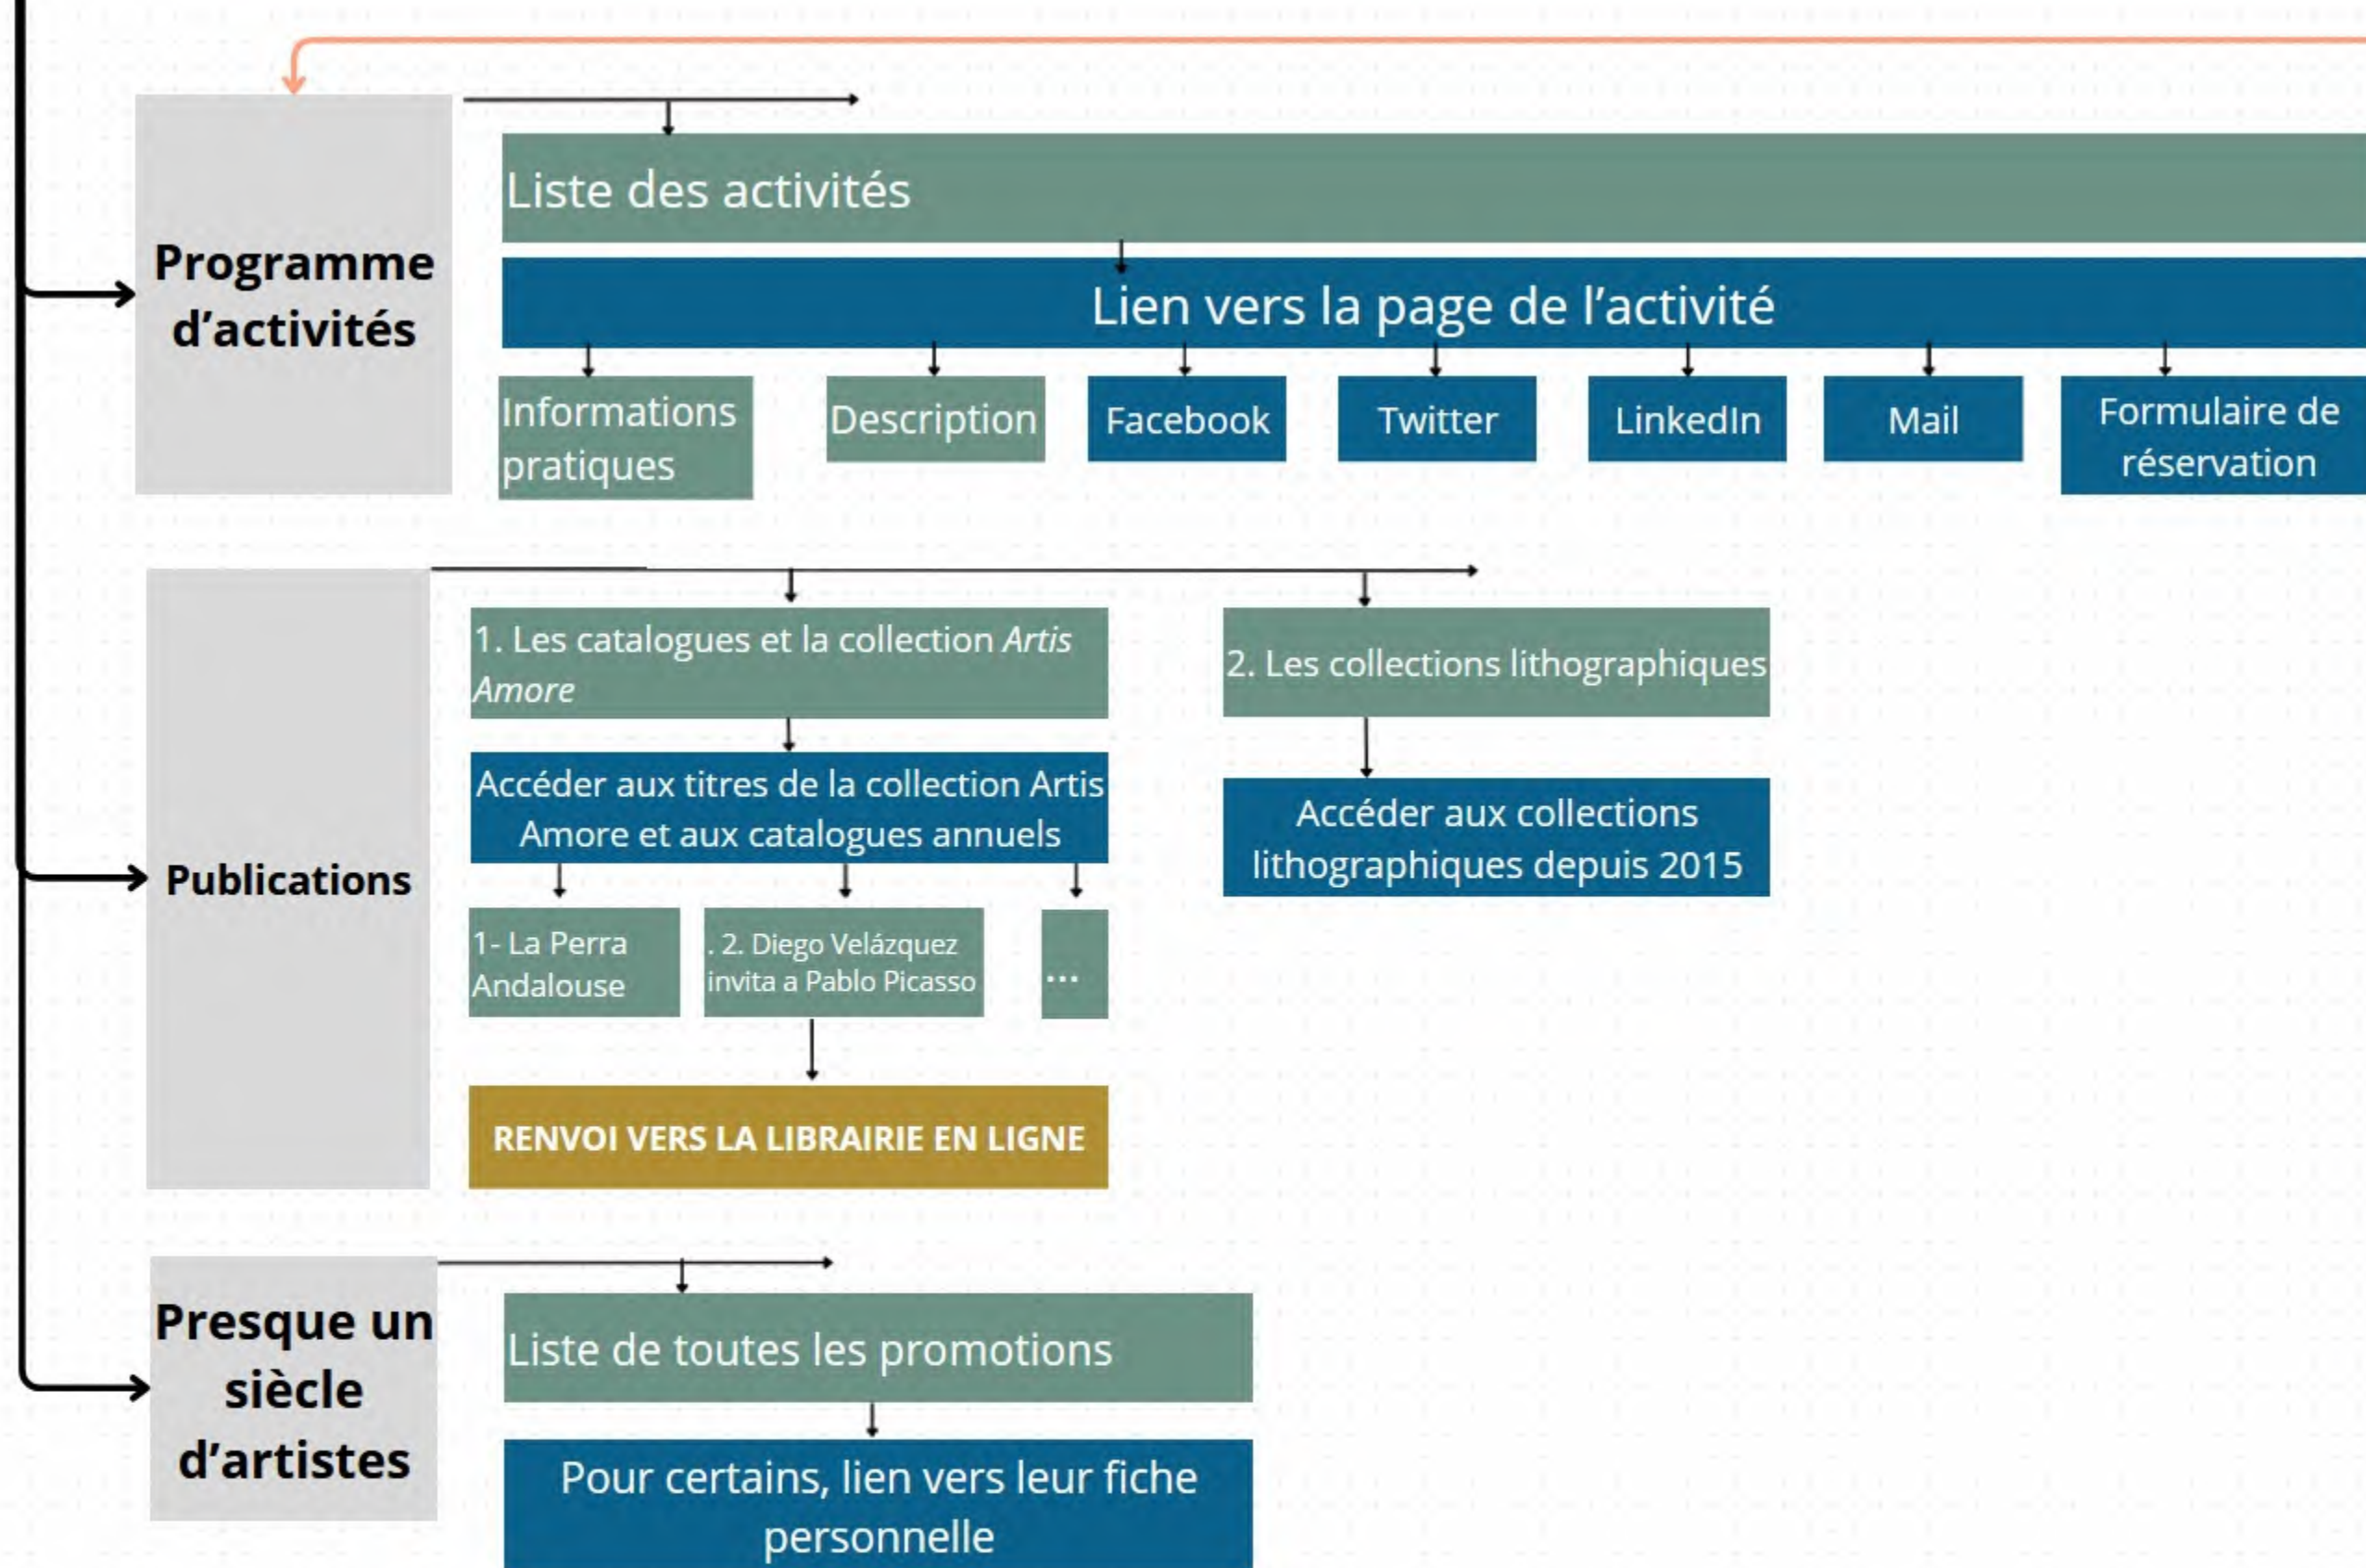 Programme
d’activités
Liste des activités
Lien vers la page de l’activité
Informations
pratiques
Description
Facebook
Twitter
LinkedIn
Mail
Formulaire de
réservation
Publications
1. Les catalogues et la collection Artis
Amore
2. Les collections lithographiques
Accéder aux titres de la collection Artis
Amore et aux catalogues annuels
Accéder aux collections
lithographiques depuis 2015
1- La Perra
Andalouse
. 2. Diego Velázquez
invita a Pablo Picasso
...
RENVOI VERS LA LIBRAIRIE EN LIGNE
Presque un
siècle
d’artistes
Liste de toutes les promotions
Pour certains, lien vers leur fiche
personnelle